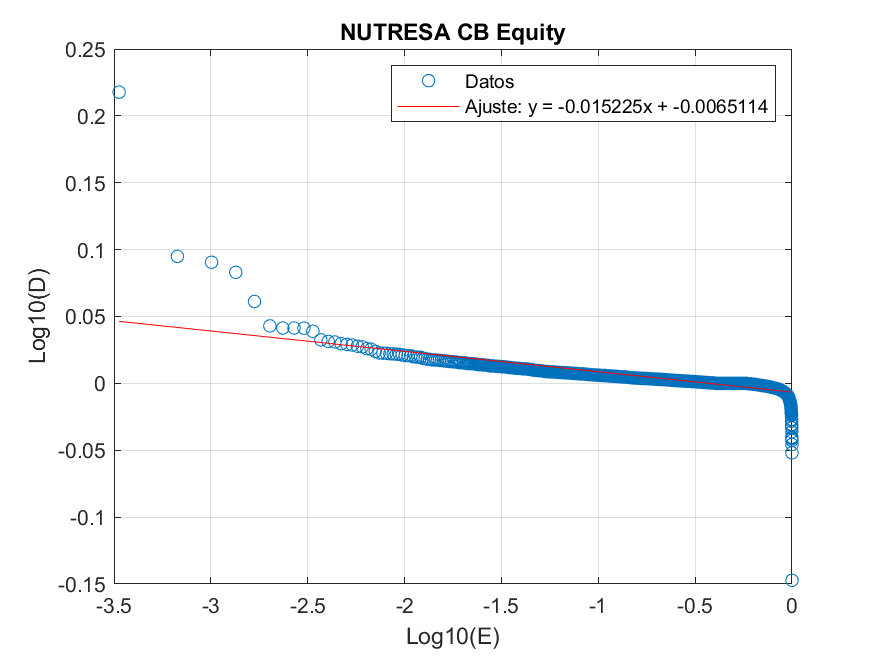 NUTRESA CB Equity
Datos
Ajuste: y = -0.015225x + -0.0065114
0.25
0.2
0.15
0.1
0.05
0
-0.05
-0.1
-0.15
Log10(D)
-3.5 -3 -2.5 -2 -1.5 -1 -0.5 0
Log10(E)